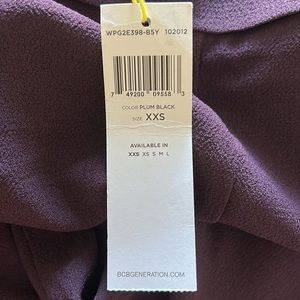 WPG2E398-B5Y 102012
7 49200 09558 3
COLOR PLUM BLACK
SIZE XXS
AVAILABLE IN
XXS XS S M L
BCBGENERATION.COM